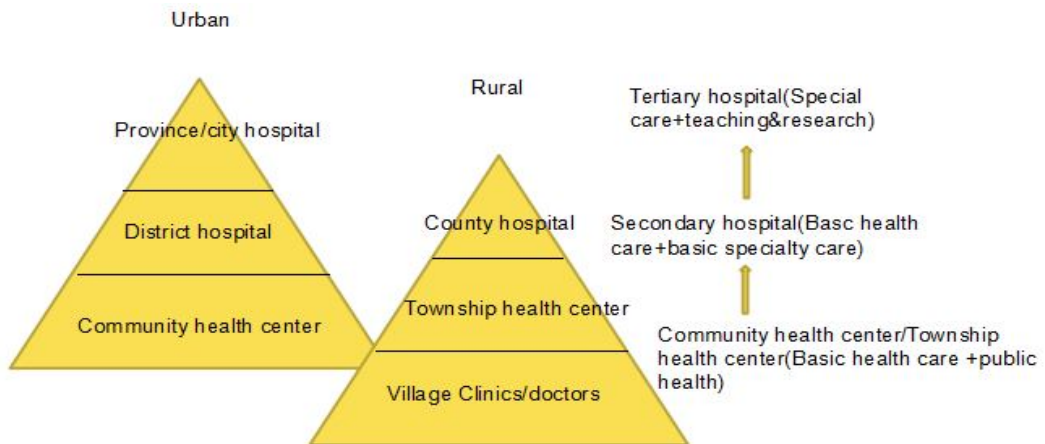 Urban
Province/city hospital
District hospital
Community health center
Rural
County hospital
Township health center
Village Clinics/doctors
Tertiary hospital(Special
care+teaching&research)
Secondary hospital(Basc health
care+basic specialty care)
Community health center/Township
health center(Basic health care +public
health)